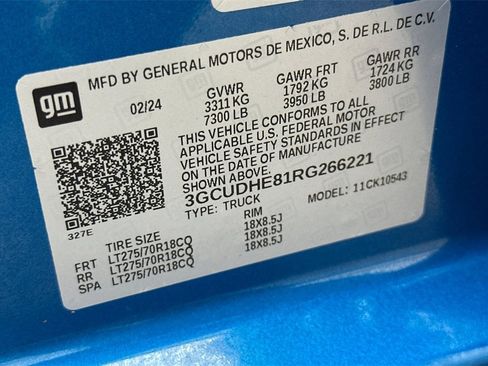 gm
MFD BY GENERAL MOTORS DE MEXICO, S. DE R.L. DE C.V.
02/24 GVWR GAWR FRT GAWR RR
3311 KG 1792 KG 1724 KG
7300 LB 3950 LB 3800 LB
THIS VEHICLE CONFORMS TO ALL
APPLICABLE U.S. FEDERAL MOTOR
VEHICLE SAFETY STANDARDS IN EFFECT
ON THE DATE OF MANUFACTURE
SHOWN ABOVE.
3GCUDHE81RG266221
TYPE: TRUCK MODEL: 11CK10543
327E
TIRE SIZE RIM
FRT LT275/70R18CQ 18X8.5J
RR LT275/70R18CQ 18X8.5J
SPA LT275/70R18CQ 18X8.5J